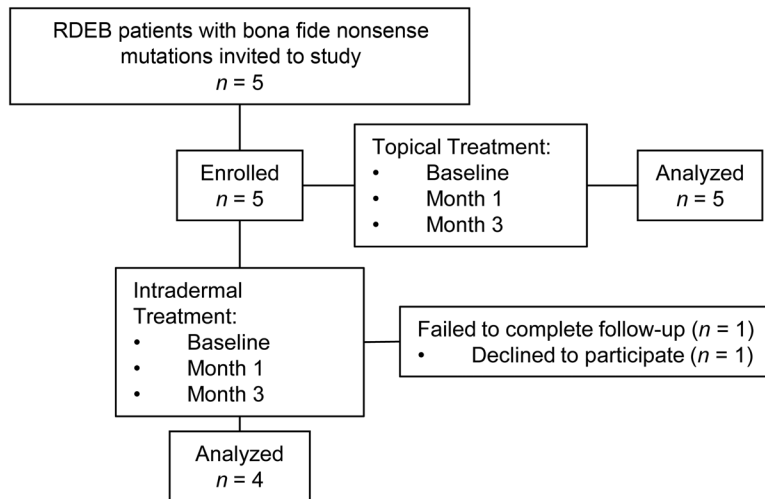 RDEB patients with bona fide nonsense
mutations invited to study
n = 5
Enrolled
n = 5
Topical Treatment:
• Baseline
• Month 1
• Month 3
Analyzed
n = 5
Intradermal
Treatment:
• Baseline
• Month 1
• Month 3
Failed to complete follow-up (n = 1)
• Declined to participate (n = 1)
Analyzed
n = 4